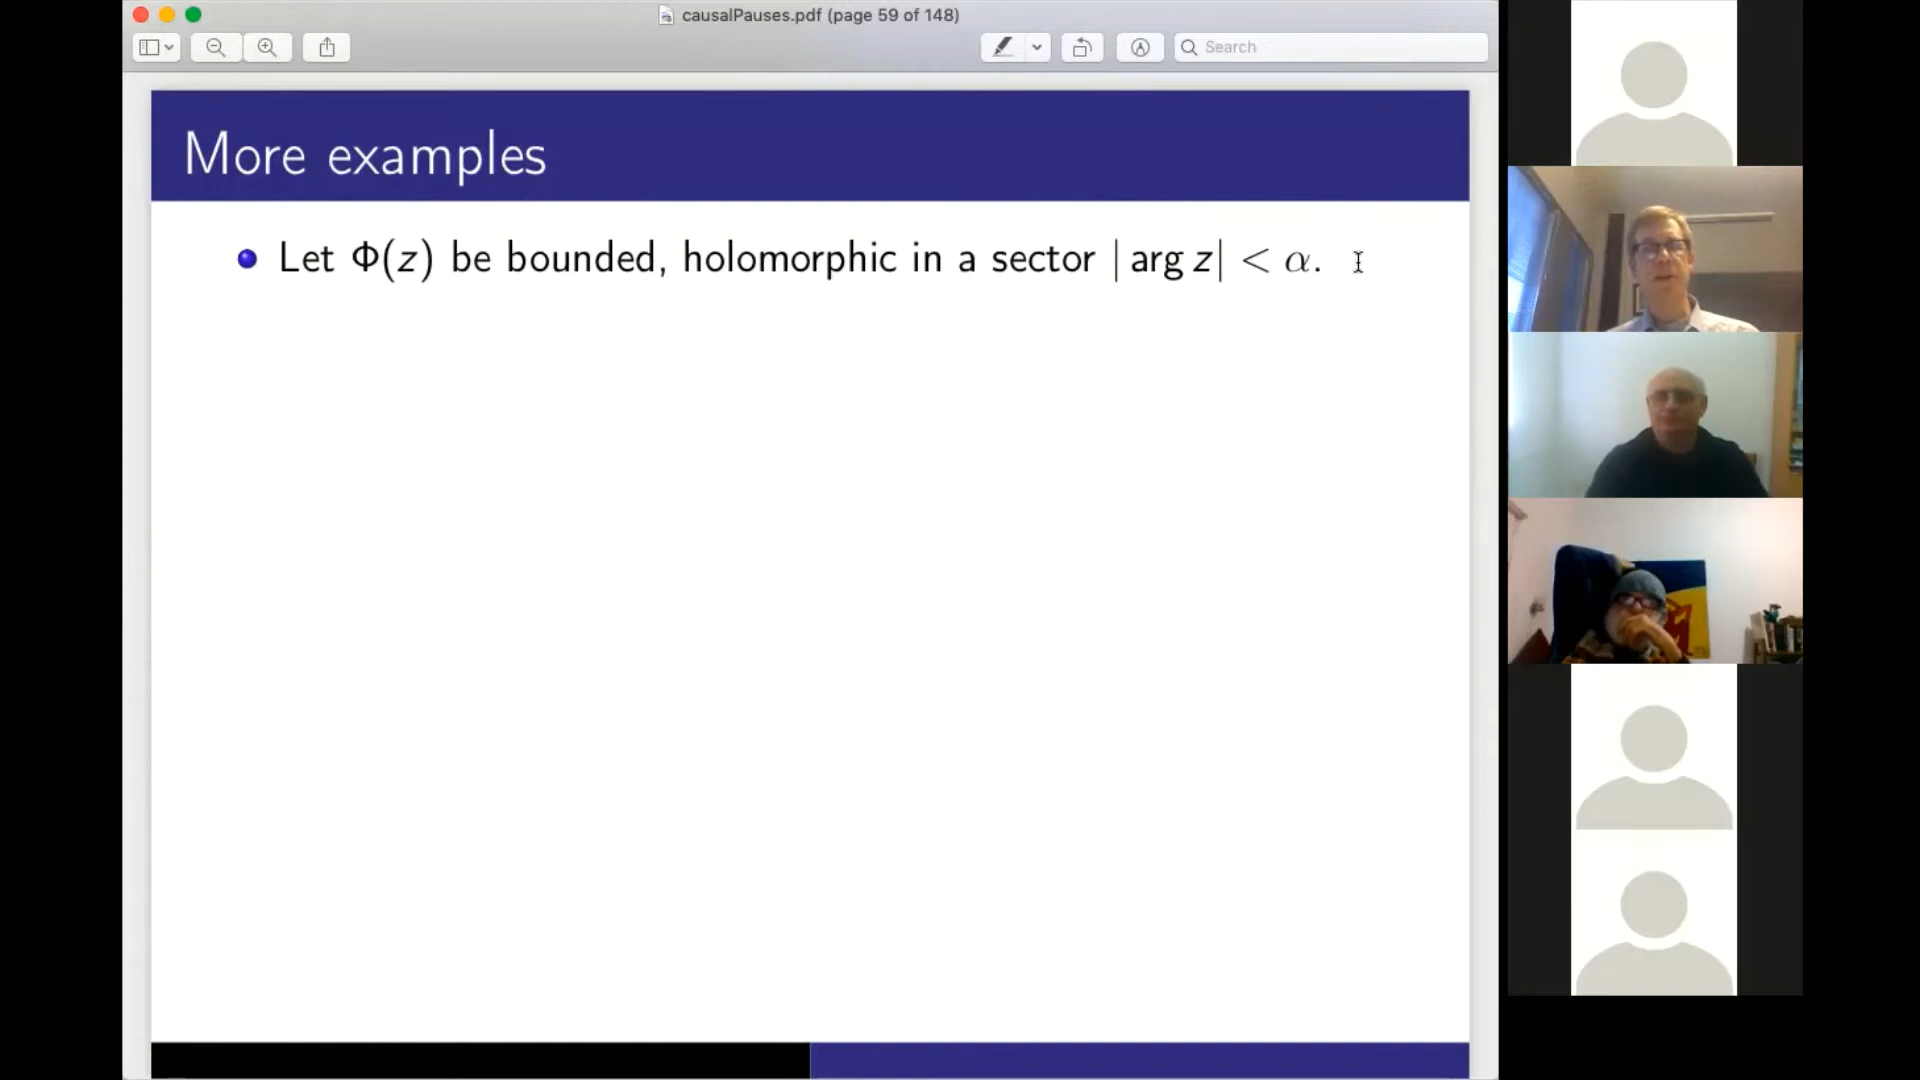 causalPauses.pdf (page 59 of 148)
Search
More examples
Let Φ(z) be bounded, holomorphic in a sector | arg z| < α.